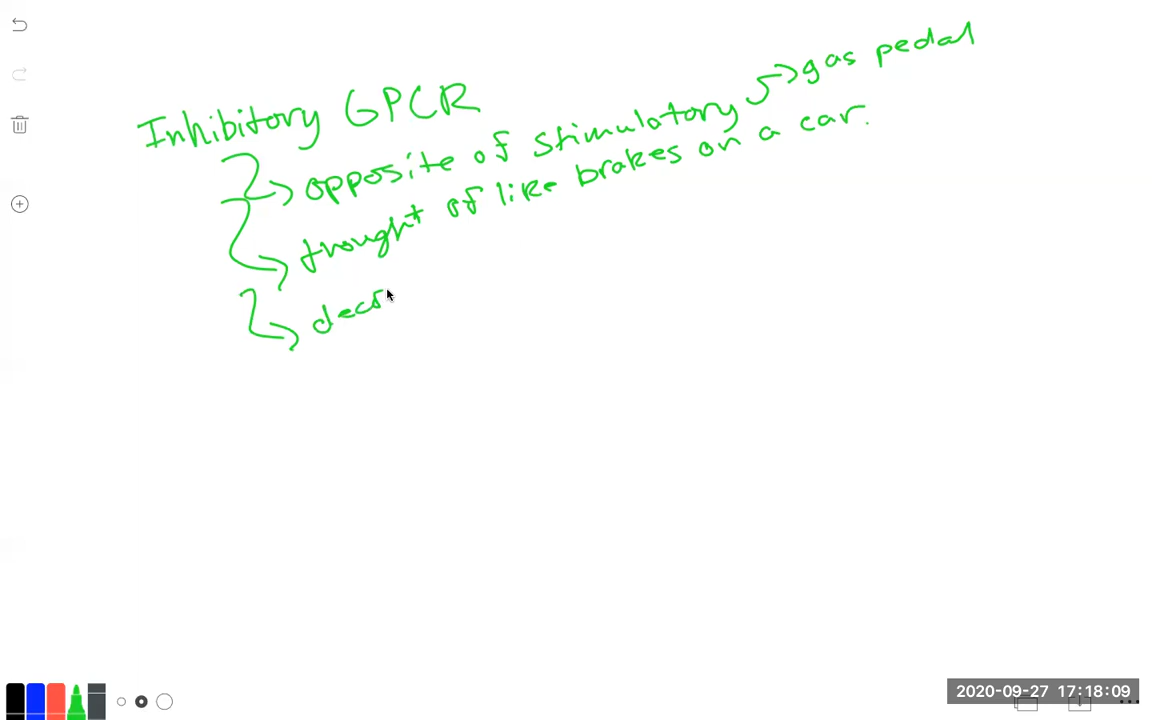 Inhibitory GPCR
opposite of stimulatory → gas pedal
thought of like brakes on a car.
decr
2020-09-27 17:18:09